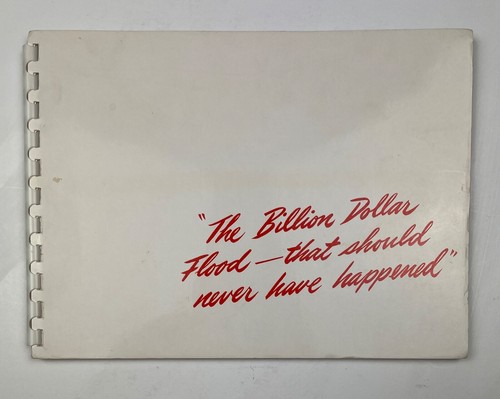 "The Billion Dollar
Flood — that should
never have happened"